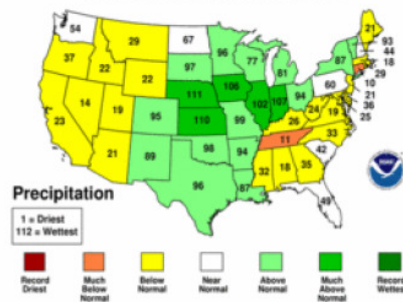 54
29
67
96
21
37
22
97
77
87
93
44
18
29
22
81
10
21
36
25
111
106
60
14
19
102
107
94
24
19
23
95
110
99
26
33
21
89
98
94
11
42
32
18
35
96
87
49
NOAA
Precipitation
1 = Driest
112 = Wettest
Record
Driest
Much
Below
Normal
Below
Normal
Near
Normal
Above
Normal
Much
Above
Normal
Record
Wettest